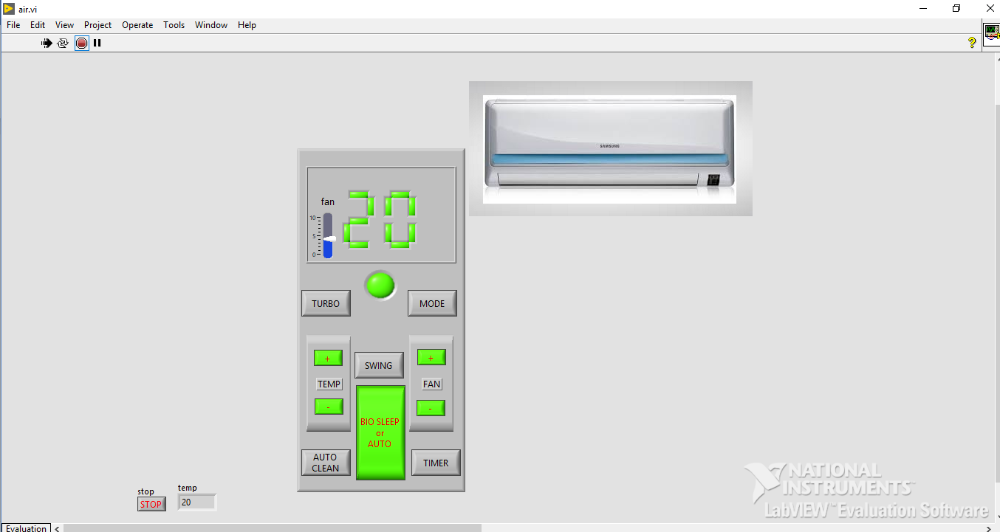 air.vi
File Edit View Project Operate Tools Window Help
?
SAMSUNG
fan
20
10
5
0
TURBO
MODE
+
+
SWING
TEMP
FAN
-
-
BIO SLEEP
or
AUTO
AUTO
CLEAN
TIMER
stop
STOP
temp
20
NATIONAL
INSTRUMENTS™
LabVIEW™ Evaluation Software
Evaluation